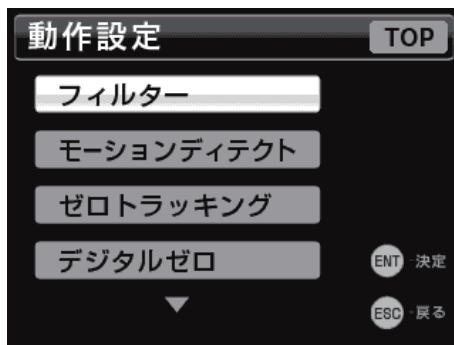 動作設定 TOP
フィルター
モーションディテクト
ゼロトラッキング
デジタルゼロ
ENT 決定
ESC 戻る